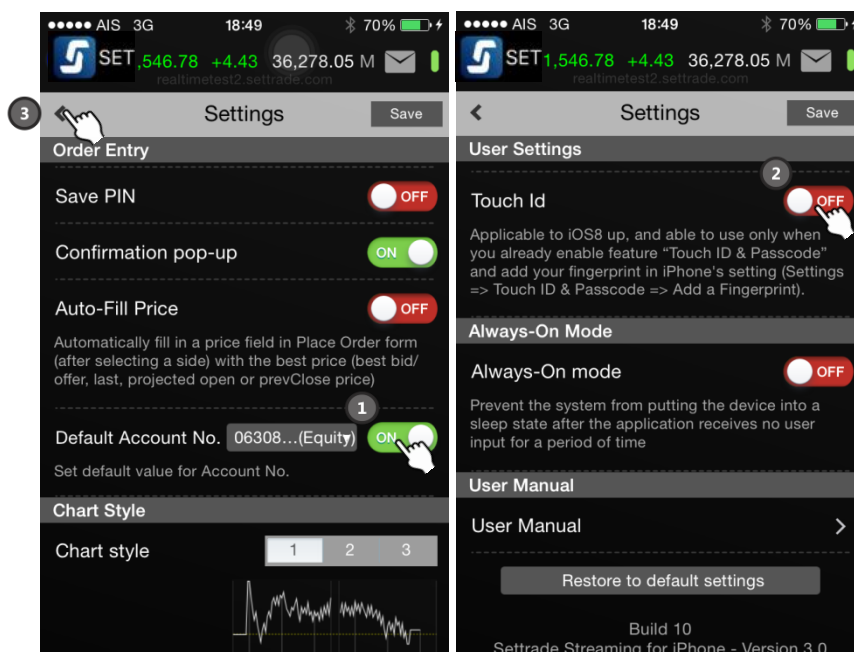 AIS 3G 18:49 70%
SET ,546.78 +4.43 36,278.05 M
realtimetest2.settrade.com
3
Settings Save
Order Entry
Save PIN OFF
Confirmation pop-up ON
Auto-Fill Price OFF
Automatically fill in a price field in Place Order form
(after selecting a side) with the best price (best bid/
offer, last, projected open or prevClose price)
1
Default Account No. 06308...(Equity) ON
Set default value for Account No.
Chart Style
Chart style 1 2 3
AIS 3G 18:49 70%
SET 1,546.78 +4.43 36,278.05 M
realtimetest2.settrade.com
Settings Save
User Settings
2
Touch Id OFF
Applicable to iOS8 up, and able to use only when
you already enable feature “Touch ID & Passcode”
and add your fingerprint in iPhone's setting (Settings
=> Touch ID & Passcode => Add a Fingerprint).
Always-On Mode
Always-On mode OFF
Prevent the system from putting the device into a
sleep state after the application receives no user
input for a period of time
User Manual
User Manual
Restore to default settings
Build 10
Settrade Streaming for iPhone - Version 3.0